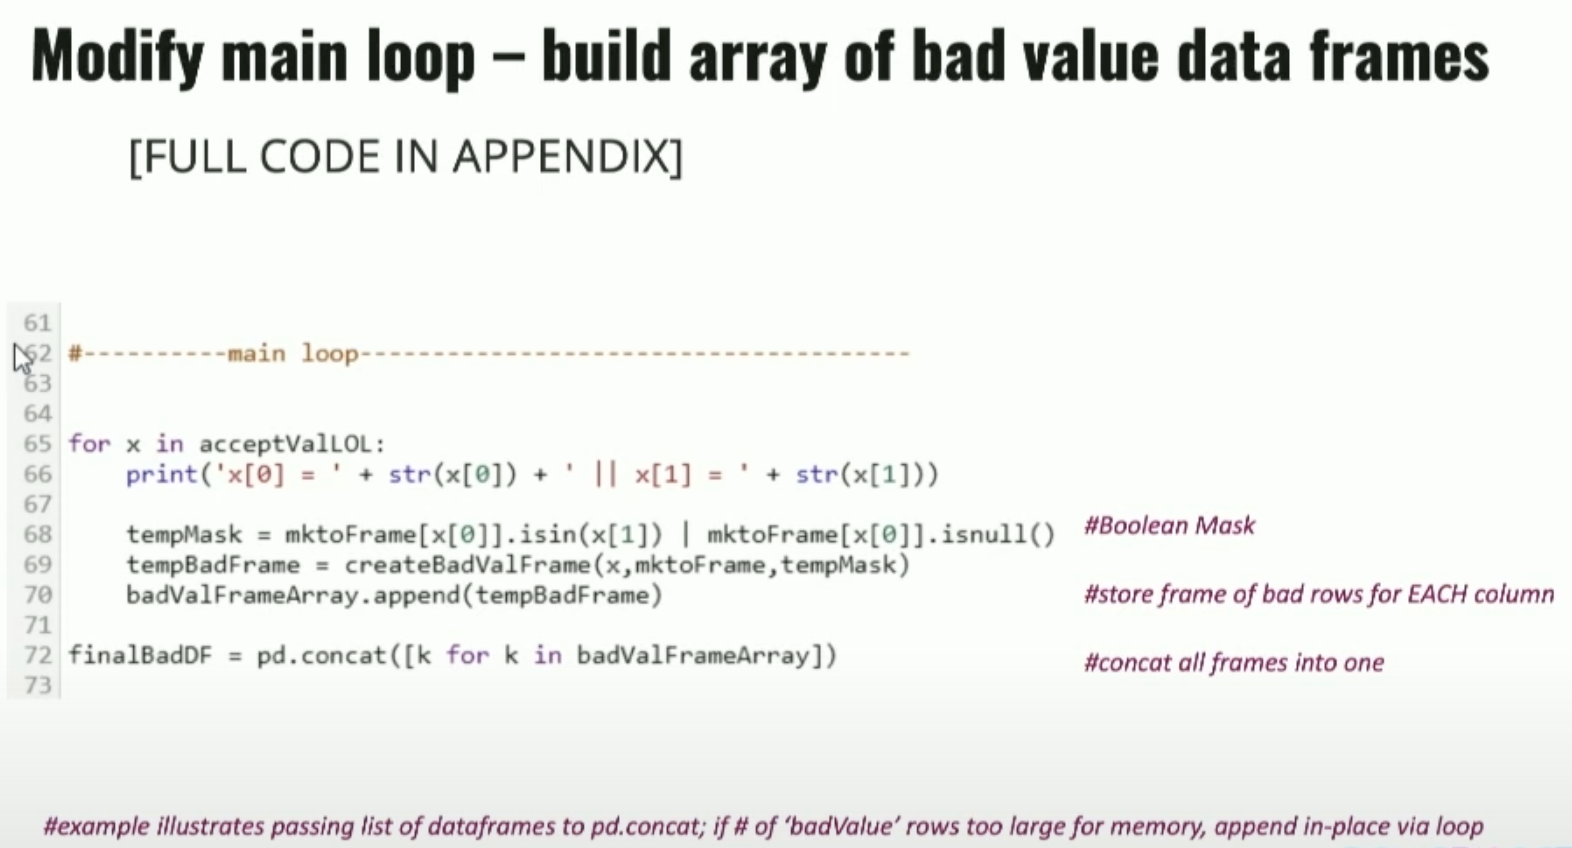 Modify main loop – build array of bad value data frames
[FULL CODE IN APPENDIX]
61
62 #----------main loop--------------------------------------
63
64
65 for x in acceptValLOL:
66 print('x[0] = ' + str(x[0]) + ' || x[1] = ' + str(x[1]))
67
68 tempMask = mktoFrame[x[0]].isin(x[1]) | mktoFrame[x[0]].isnull() #Boolean Mask
69 tempBadFrame = createBadValFrame(x,mktoFrame,tempMask)
70 badValFrameArray.append(tempBadFrame) #store frame of bad rows for EACH column
71
72 finalBadDF = pd.concat([k for k in badValFrameArray]) #concat all frames into one
73
#example illustrates passing list of dataframes to pd.concat; if # of ‘badValue’ rows too large for memory, append in-place via loop